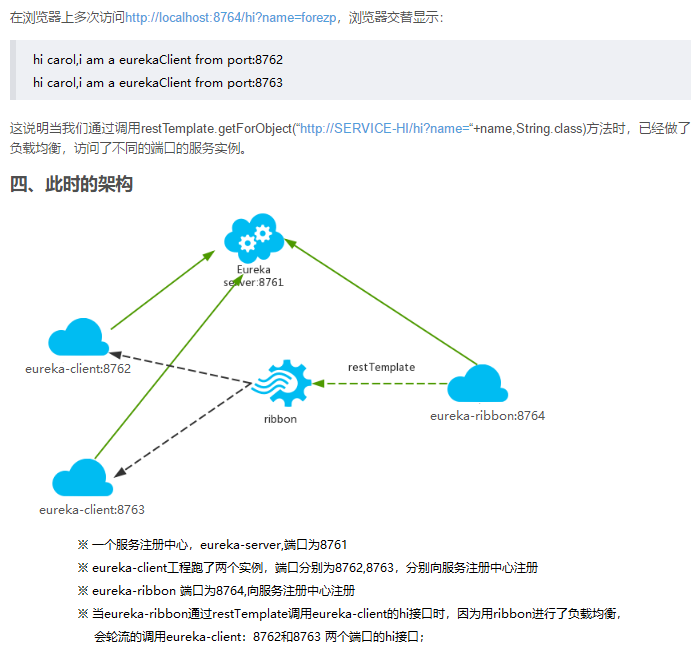 在浏览器上多次访问http://localhost:8764/hi?name=forezp，浏览器交替显示：
hi carol,i am a eurekaClient from port:8762
hi carol,i am a eurekaClient from port:8763
这说明当我们通过调用restTemplate.getForObject(“http://SERVICE-HI/hi?name=“+name,String.class)方法时，已经做了
负载均衡，访问了不同的端口的服务实例。
四、此时的架构
Eureka
server:8761
eureka-client:8762
restTemplate
ribbon
eureka-ribbon:8764
eureka-client:8763
※ 一个服务注册中心，eureka-server,端口为8761
※ eureka-client工程跑了两个实例，端口分别为8762,8763，分别向服务注册中心注册
※ eureka-ribbon 端口为8764,向服务注册中心注册
※ 当eureka-ribbon通过restTemplate调用eureka-client的hi接口时，因为用ribbon进行了负载均衡，
会轮流的调用eureka-client：8762和8763 两个端口的hi接口；